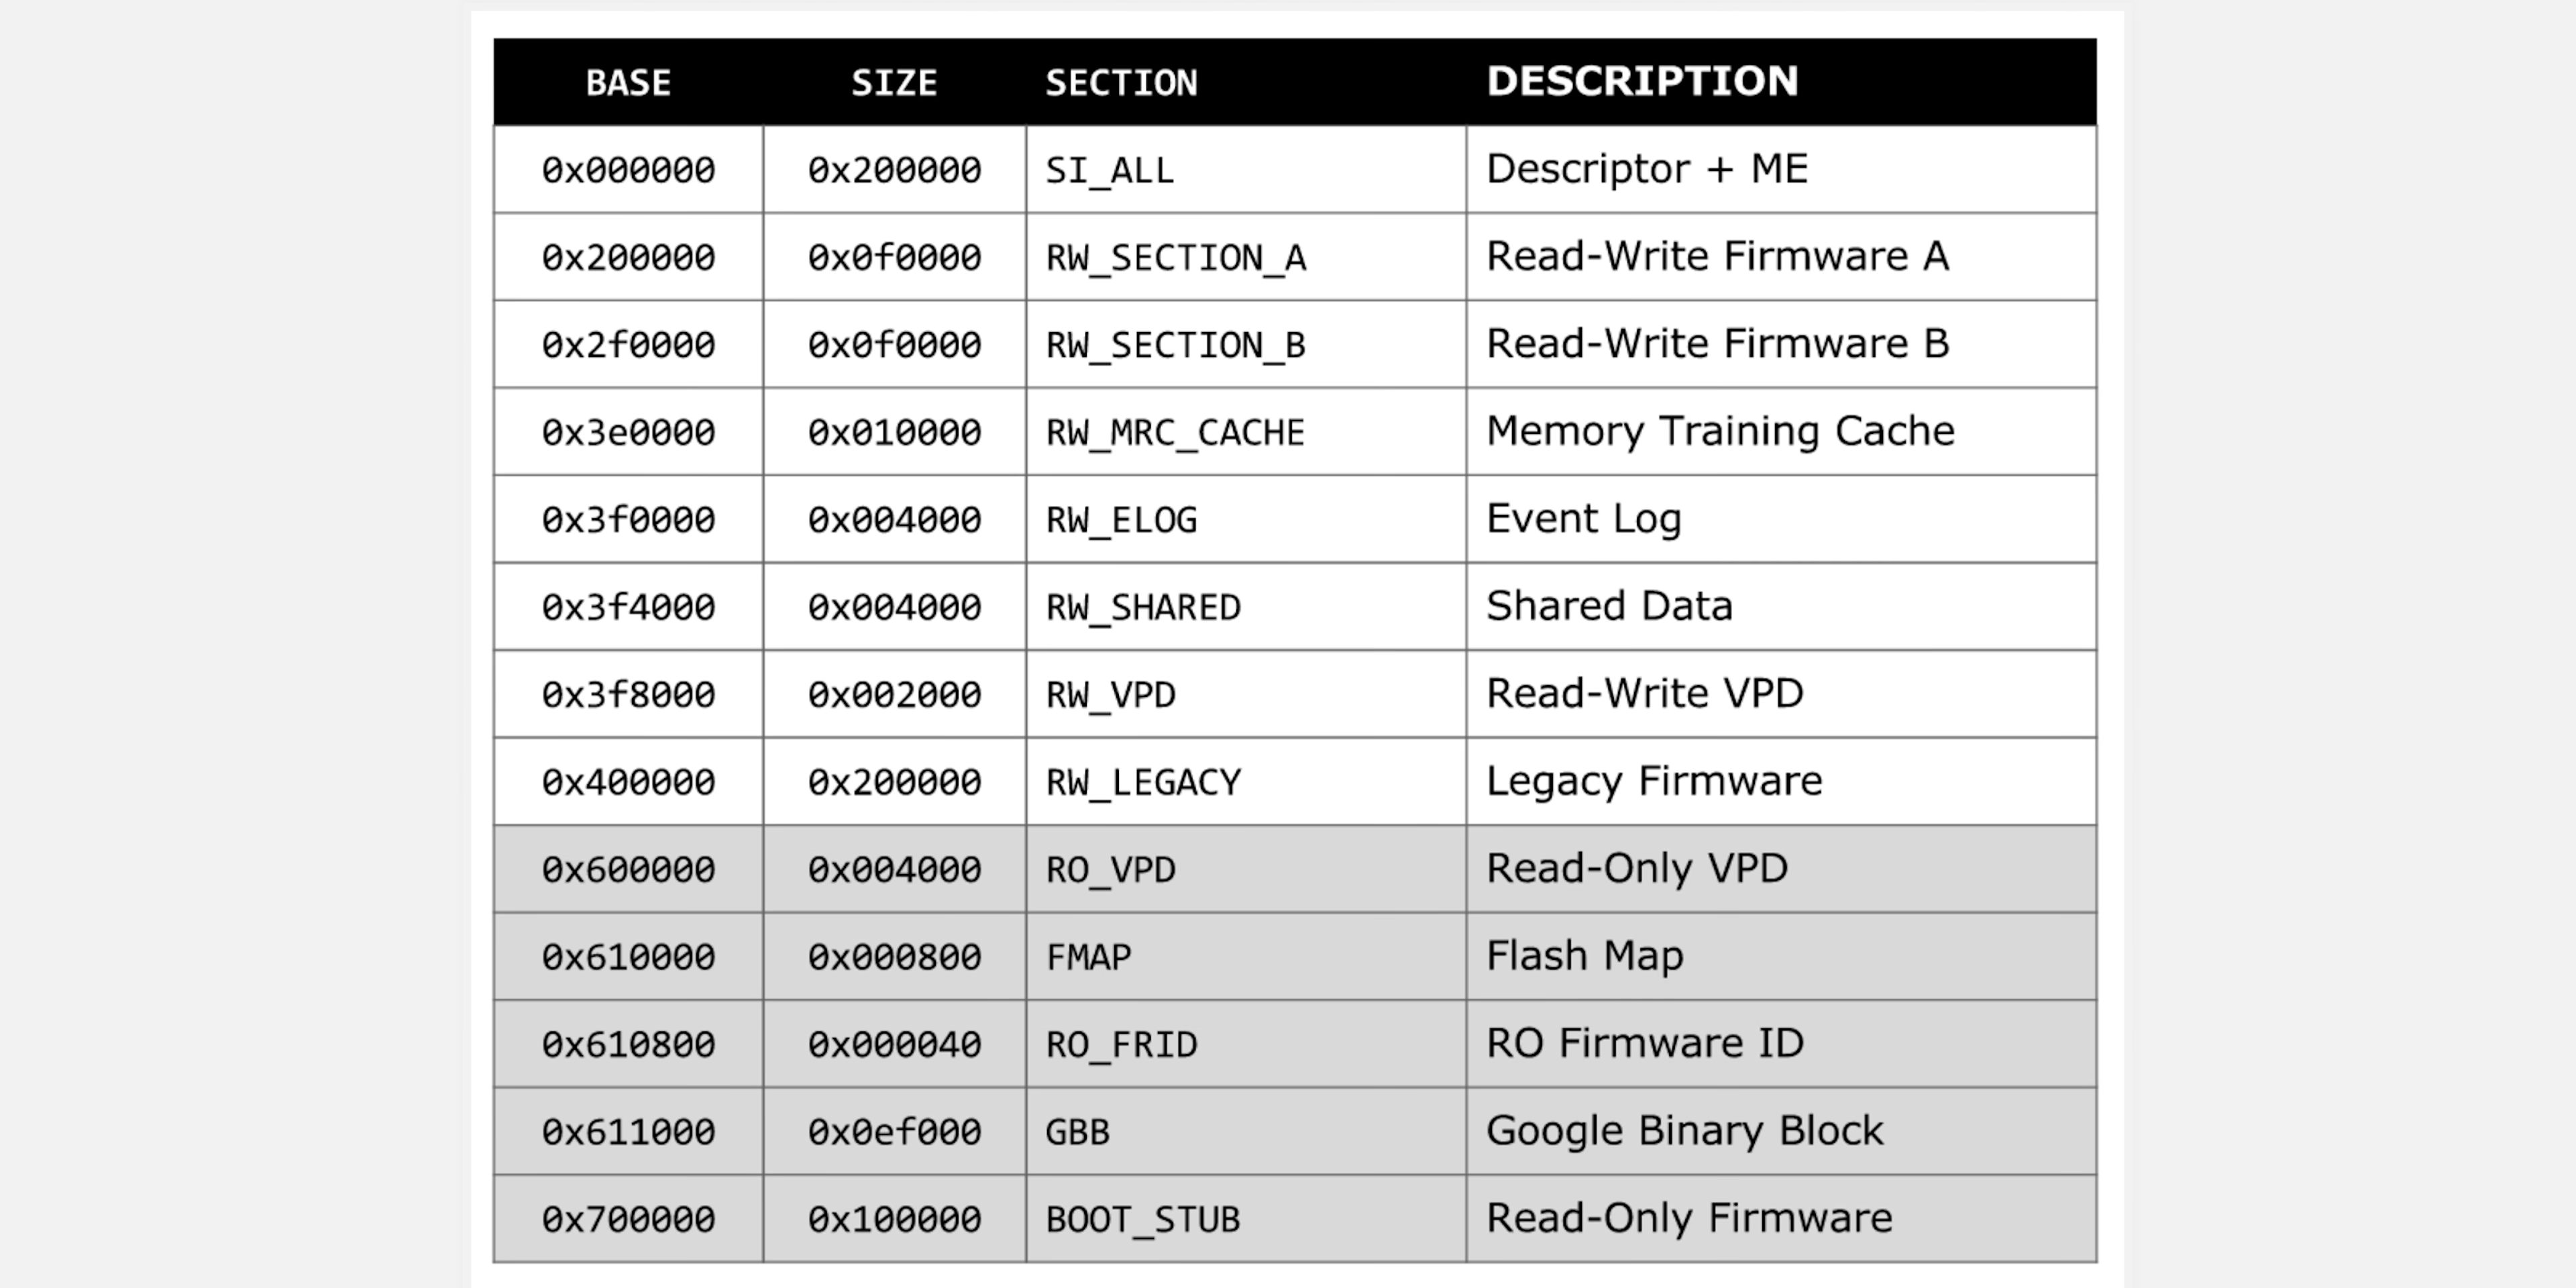 BASE SIZE SECTION DESCRIPTION
0x000000 0x200000 SI_ALL Descriptor + ME
0x200000 0x0f0000 RW_SECTION_A Read-Write Firmware A
0x2f0000 0x0f0000 RW_SECTION_B Read-Write Firmware B
0x3e0000 0x010000 RW_MRC_CACHE Memory Training Cache
0x3f0000 0x004000 RW_ELOG Event Log
0x3f4000 0x004000 RW_SHARED Shared Data
0x3f8000 0x002000 RW_VPD Read-Write VPD
0x400000 0x200000 RW_LEGACY Legacy Firmware
0x600000 0x004000 RO_VPD Read-Only VPD
0x610000 0x000800 FMAP Flash Map
0x610800 0x000040 RO_FRID RO Firmware ID
0x611000 0x0ef000 GBB Google Binary Block
0x700000 0x100000 BOOT_STUB Read-Only Firmware